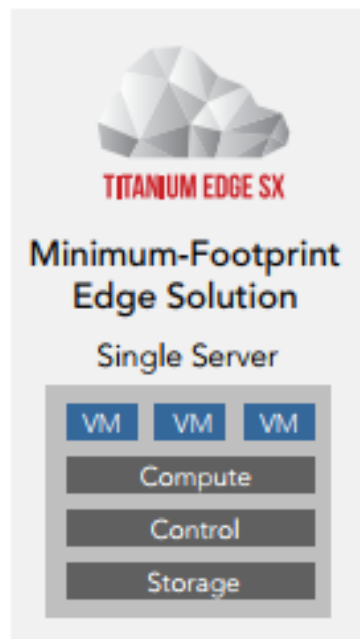 TITANIUM EDGE SX
Minimum-Footprint
Edge Solution
Single Server
VM VM VM
Compute
Control
Storage